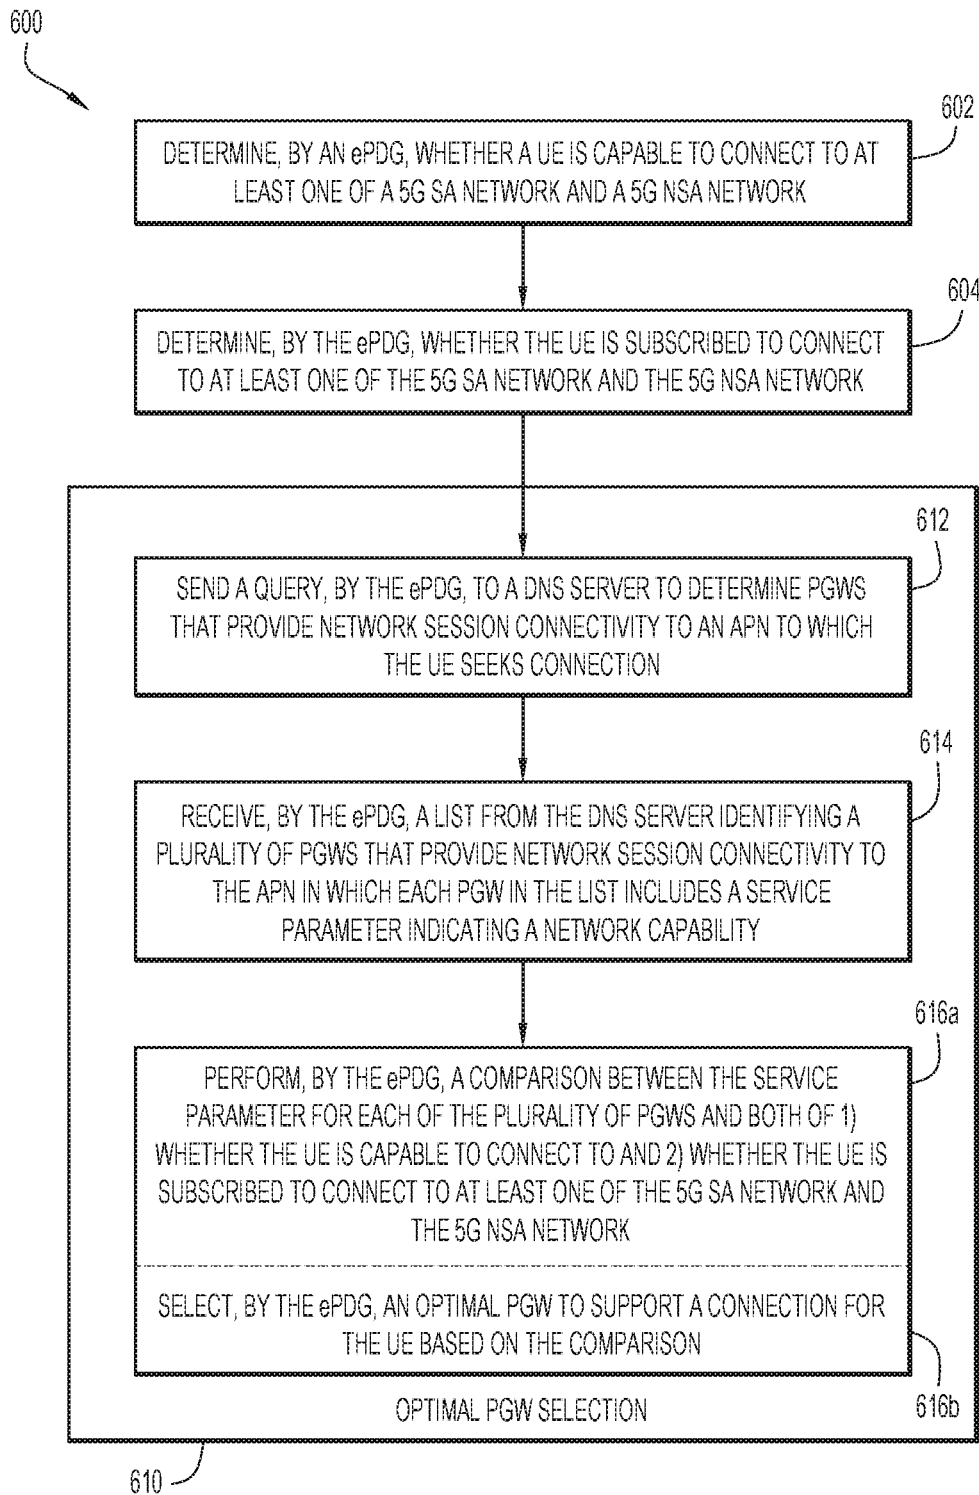 600
602
DETERMINE, BY AN ePDG, WHETHER A UE IS CAPABLE TO CONNECT TO AT
LEAST ONE OF A 5G SA NETWORK AND A 5G NSA NETWORK
604
DETERMINE, BY THE ePDG, WHETHER THE UE IS SUBSCRIBED TO CONNECT
TO AT LEAST ONE OF THE 5G SA NETWORK AND THE 5G NSA NETWORK
612
SEND A QUERY, BY THE ePDG, TO A DNS SERVER TO DETERMINE PGWS
THAT PROVIDE NETWORK SESSION CONNECTIVITY TO AN APN TO WHICH
THE UE SEEKS CONNECTION
614
RECEIVE, BY THE ePDG, A LIST FROM THE DNS SERVER IDENTIFYING A
PLURALITY OF PGWS THAT PROVIDE NETWORK SESSION CONNECTIVITY TO
THE APN IN WHICH EACH PGW IN THE LIST INCLUDES A SERVICE
PARAMETER INDICATING A NETWORK CAPABILITY
616a
PERFORM, BY THE ePDG, A COMPARISON BETWEEN THE SERVICE
PARAMETER FOR EACH OF THE PLURALITY OF PGWS AND BOTH OF 1)
WHETHER THE UE IS CAPABLE TO CONNECT TO AND 2) WHETHER THE UE IS
SUBSCRIBED TO CONNECT TO AT LEAST ONE OF THE 5G SA NETWORK AND
THE 5G NSA NETWORK
SELECT, BY THE ePDG, AN OPTIMAL PGW TO SUPPORT A CONNECTION FOR
THE UE BASED ON THE COMPARISON
616b
OPTIMAL PGW SELECTION
610